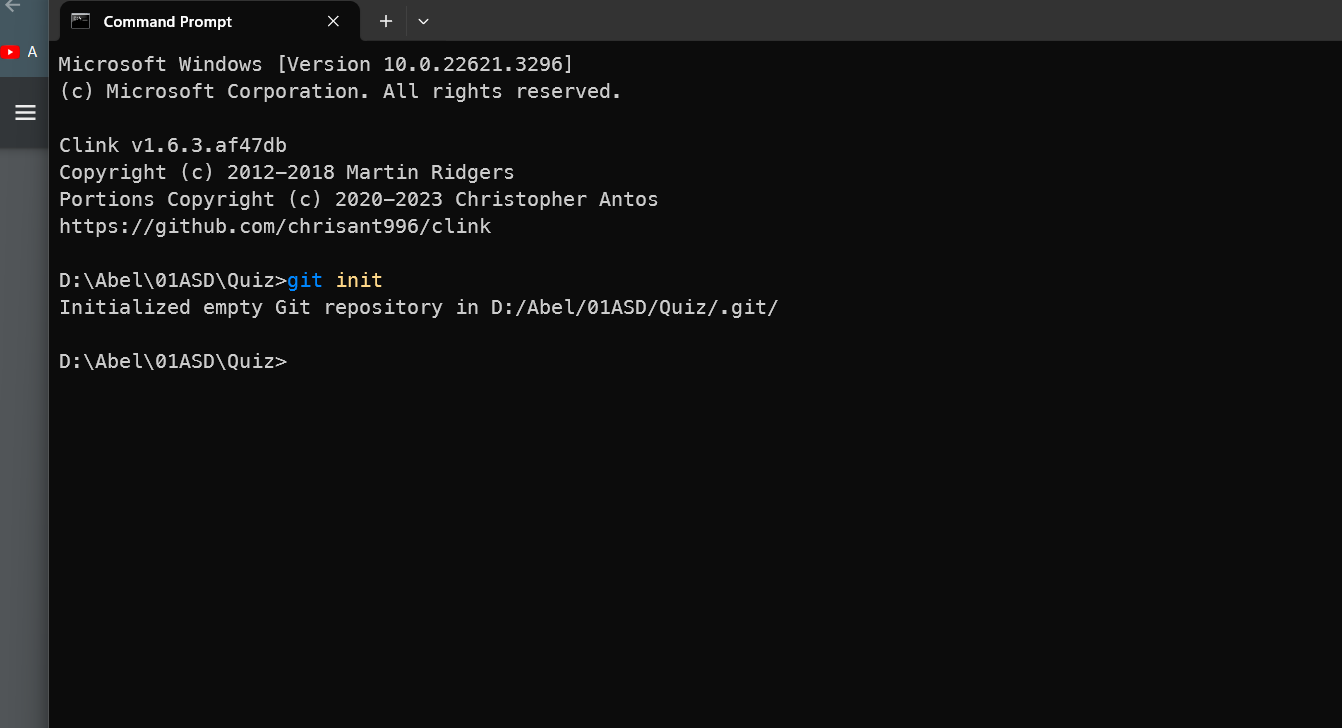 Command Prompt
A
Microsoft Windows [Version 10.0.22621.3296]
(c) Microsoft Corporation. All rights reserved.
Clink v1.6.3.af47db
Copyright (c) 2012-2018 Martin Ridgers
Portions Copyright (c) 2020-2023 Christopher Antos
https://github.com/chrisant996/clink
D:\Abel\01ASD\Quiz>git init
Initialized empty Git repository in D:/Abel/01ASD/Quiz/.git/
D:\Abel\01ASD\Quiz>